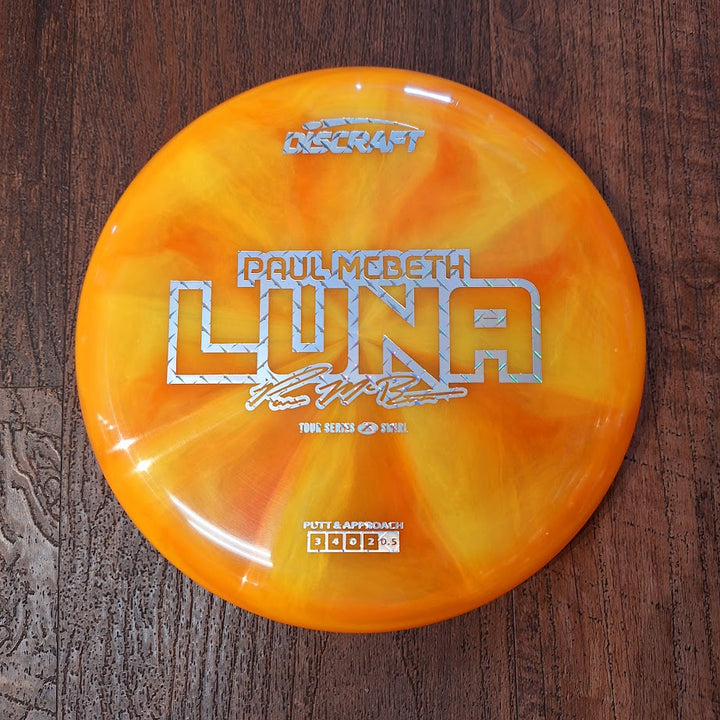 DISCRAFT
PAUL MCBETH
LUNA
TOUR SERIES Z SWIRL
PUTT & APPROACH
3 4 0 2 0.5